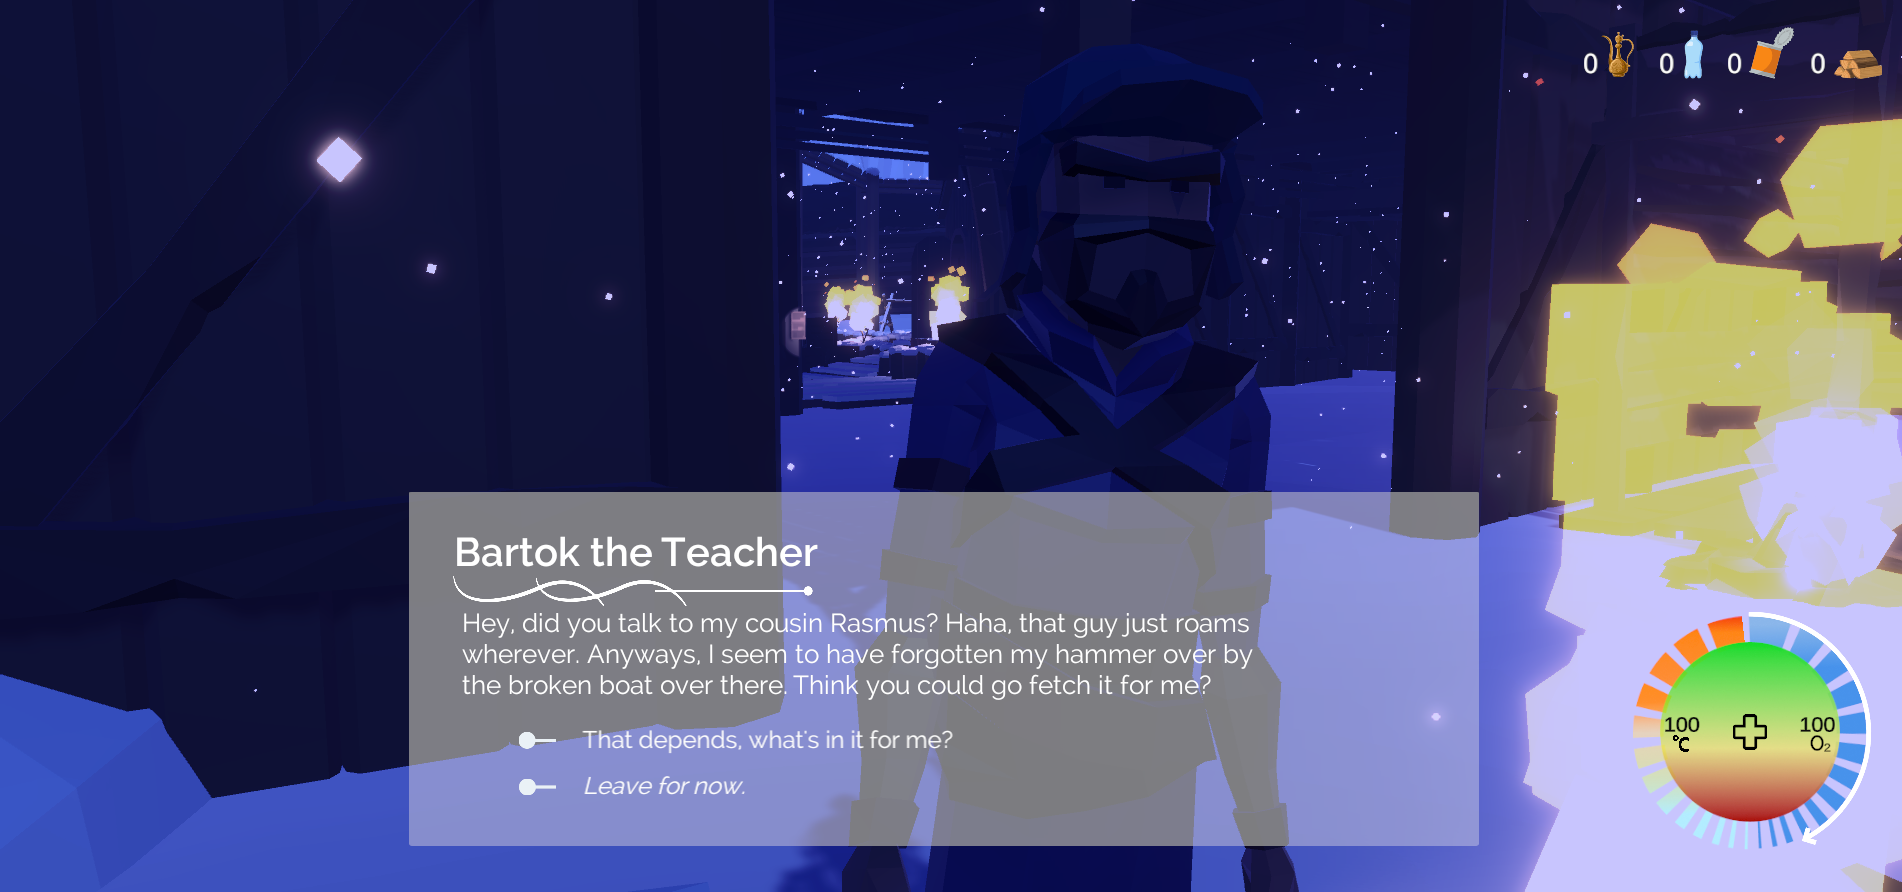 0 0 0 0
Bartok the Teacher
Hey, did you talk to my cousin Rasmus? Haha, that guy just roams
wherever. Anyways, I seem to have forgotten my hammer over by
the broken boat over there. Think you could go fetch it for me?
That depends, what's in it for me?
Leave for now.
100 100
°C O₂